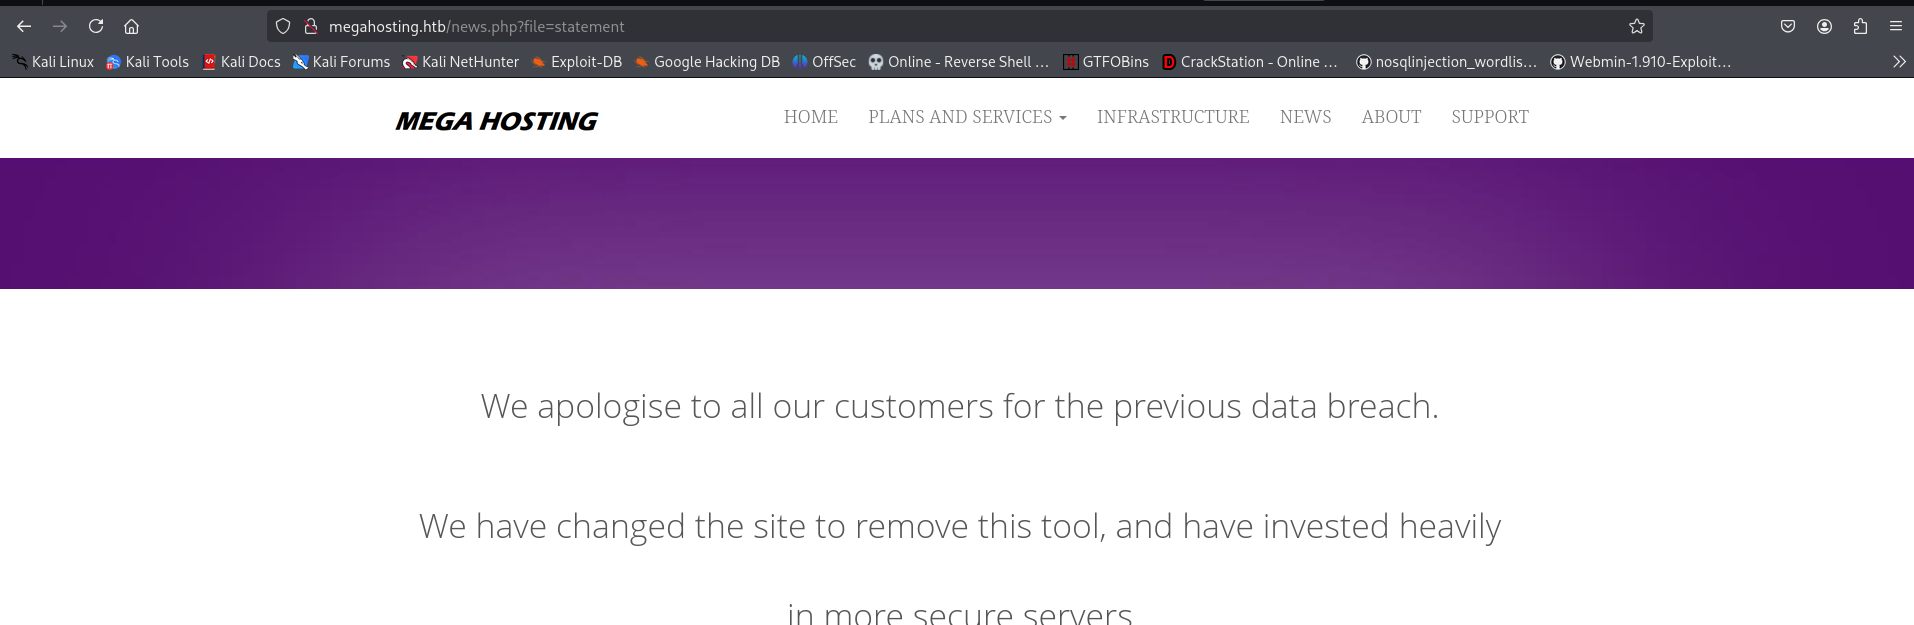 megahosting.htb/news.php?file=statement
Kali Linux Kali Tools Kali Docs Kali Forums Kali NetHunter Exploit-DB Google Hacking DB OffSec Online - Reverse Shell ... GTFOBins CrackStation - Online ... nosqlinjection_wordlis... Webmin-1.910-Exploit...
MEGA HOSTING HOME PLANS AND SERVICES INFRASTRUCTURE NEWS ABOUT SUPPORT
We apologise to all our customers for the previous data breach.
We have changed the site to remove this tool, and have invested heavily
in more secure servers